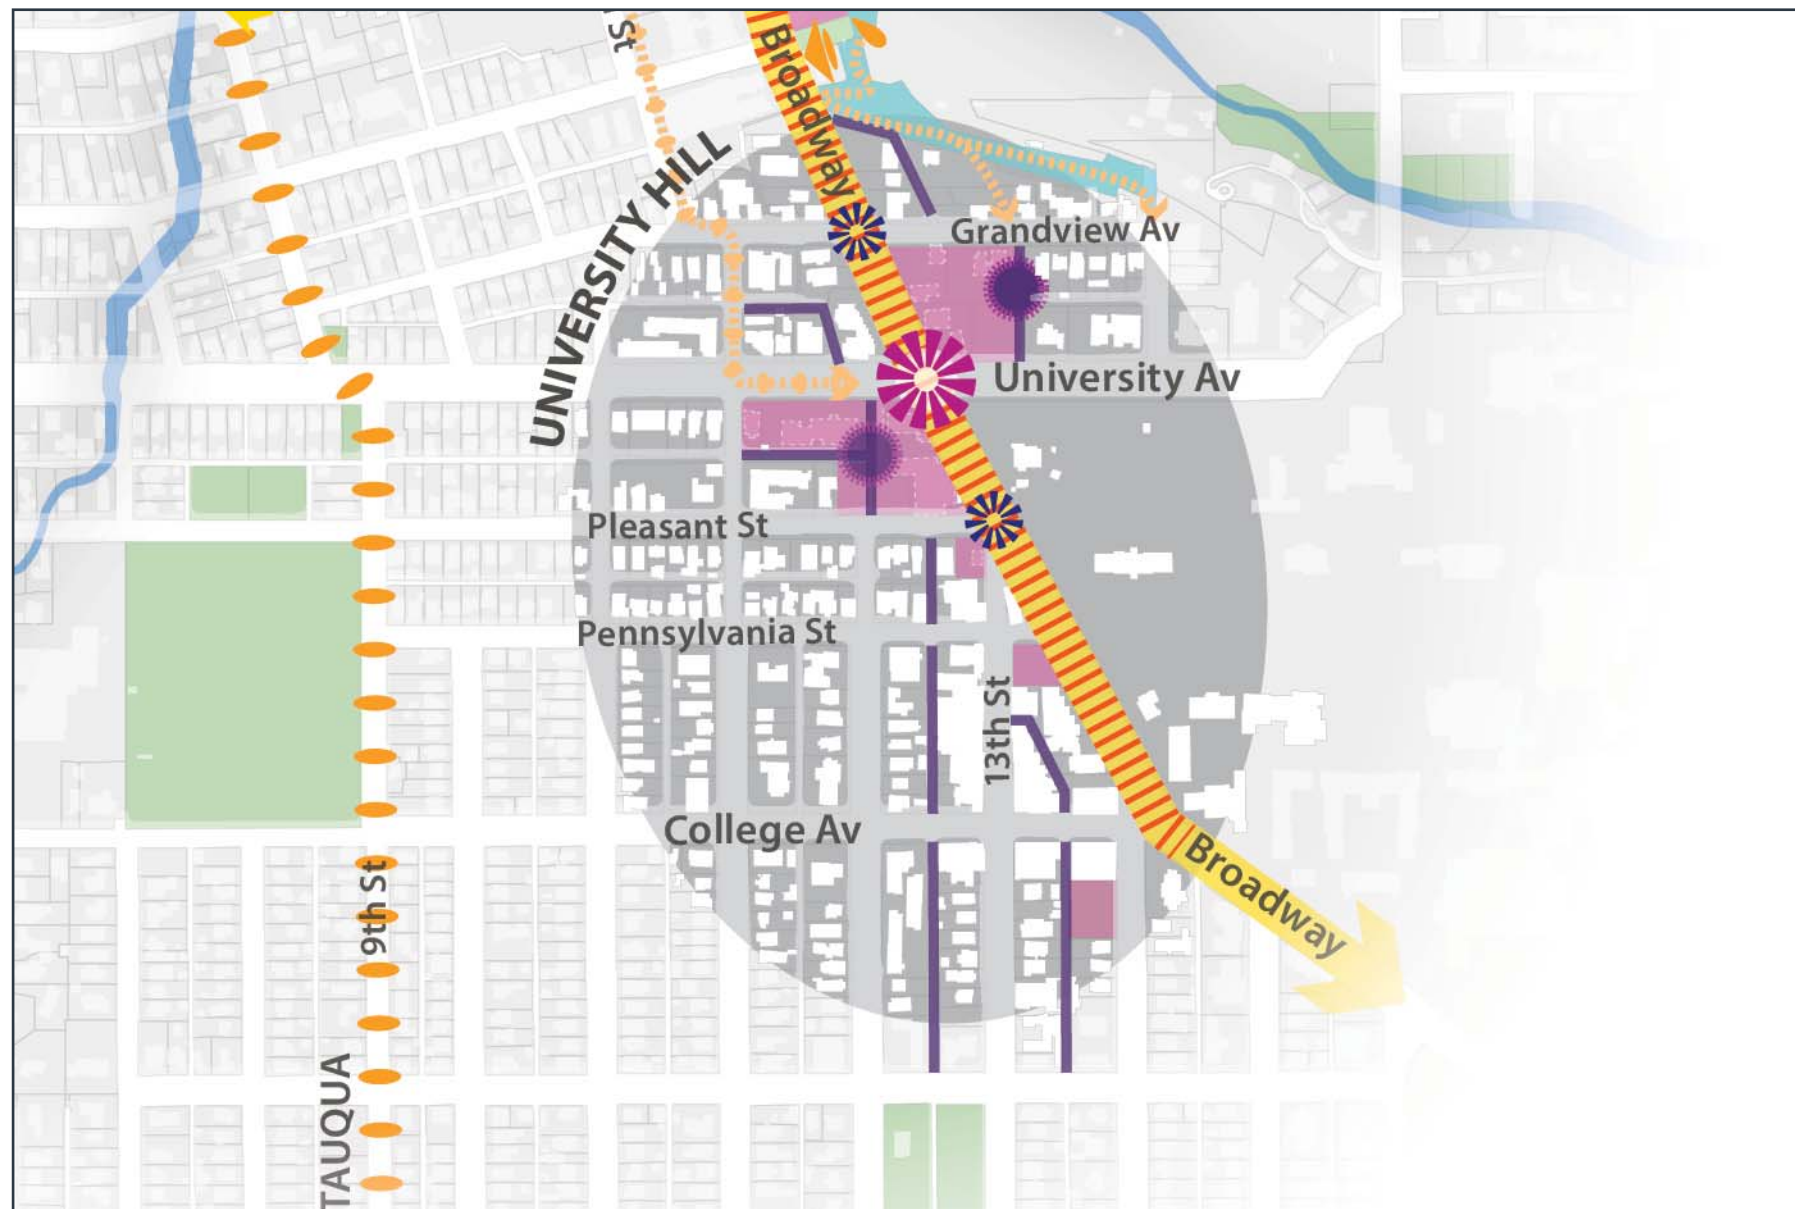 St
Broadway
UNIVERSITY HILL
Grandview Av
University Av
Pleasant St
Pennsylvania St
13th St
College Av
Broadway
9th St
TAUQUA